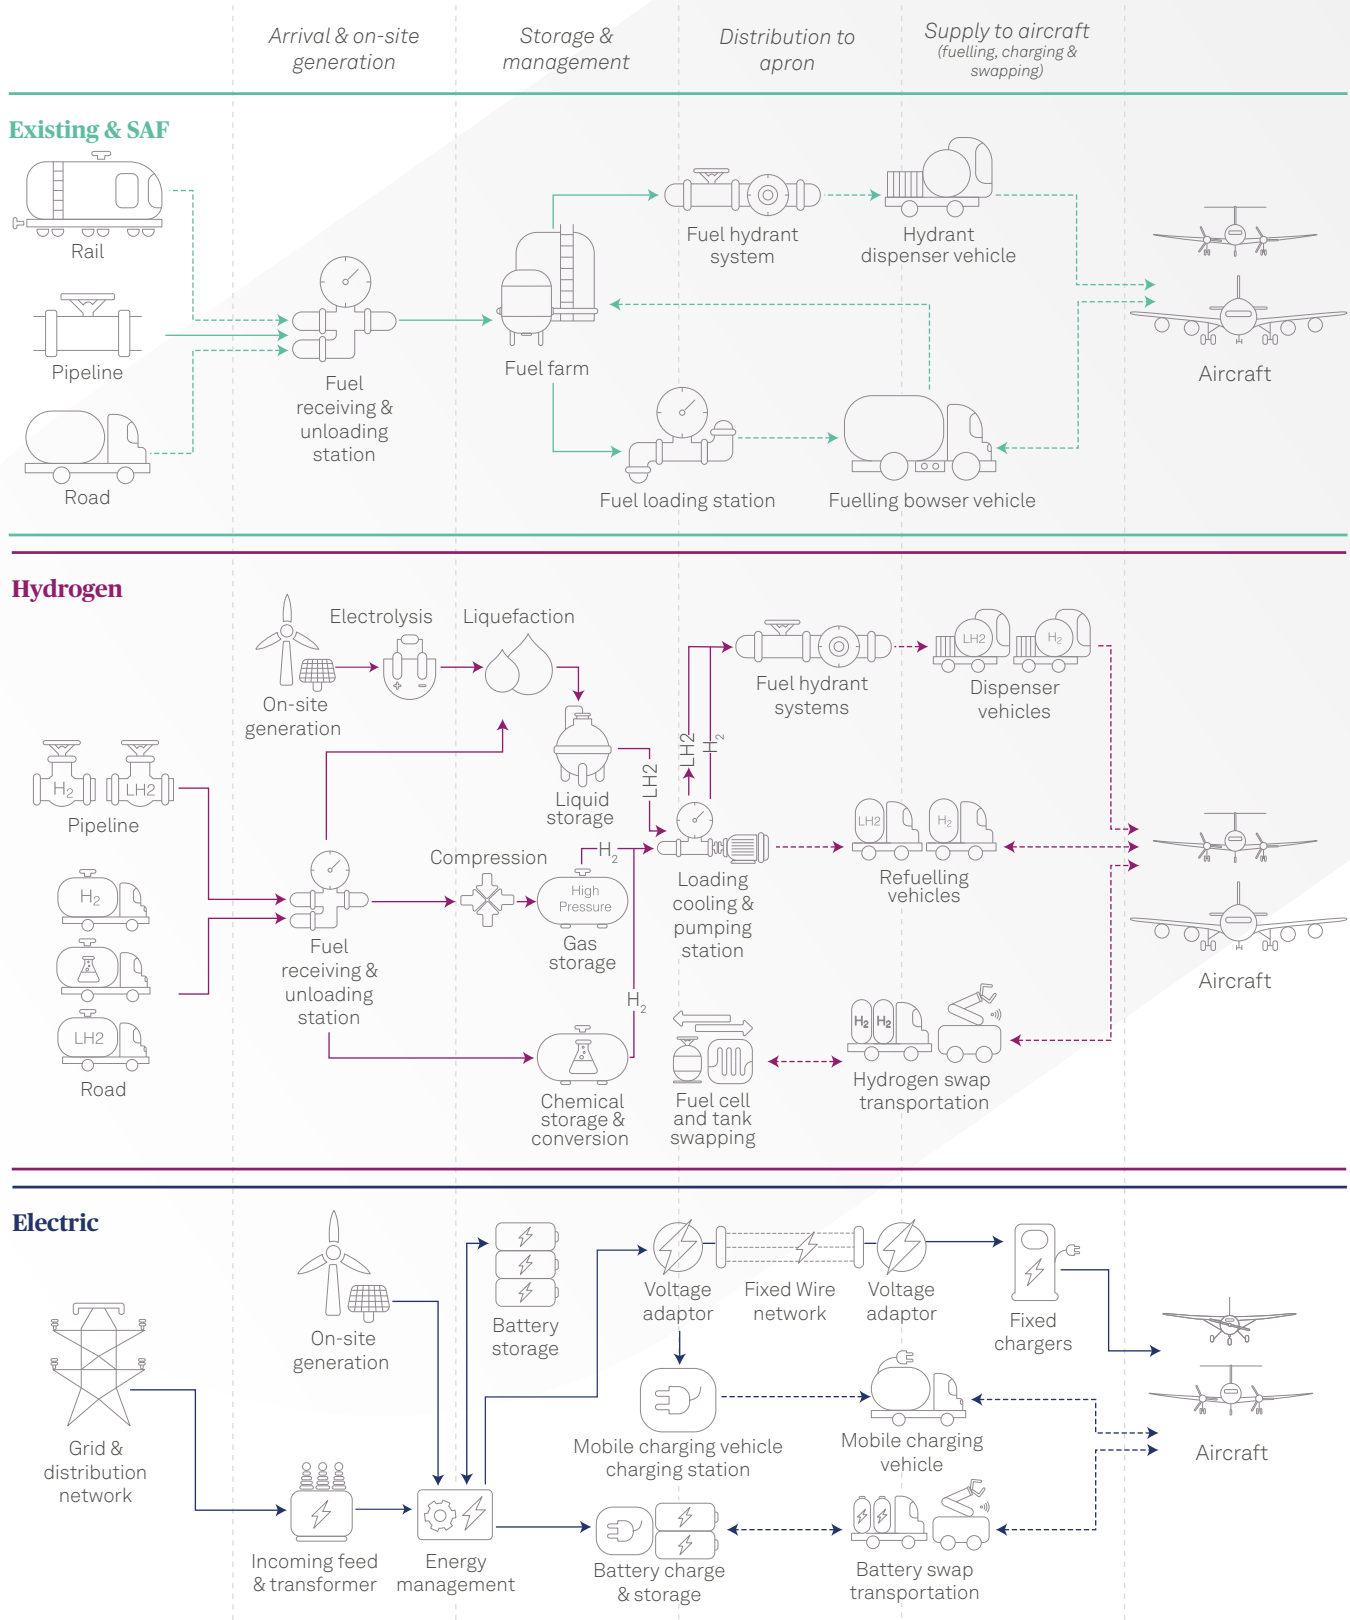 Arrival & on-site
generation
Storage &
management
Distribution to
apron
Supply to aircraft
(fuelling, charging &
swapping)
Existing & SAF
Rail
Pipeline
Road
Fuel
receiving &
unloading
station
Fuel farm
Fuel hydrant
system
Hydrant
dispenser vehicle
Fuel loading station
Fuelling bowser vehicle
Aircraft
Hydrogen
On-site
generation
Electrolysis
Liquefaction
H₂
LH2
Pipeline
H₂
LH2
Road
Fuel
receiving &
unloading
station
Compression
Liquid
storage
High
Pressure
Gas
storage
Chemical
storage &
conversion
LH2
H₂
H₂
LH2
H₂
Loading
cooling &
pumping
station
Fuel hydrant
systems
LH2
H₂
Dispenser
vehicles
LH2
H₂
Refuelling
vehicles
Fuel cell
and tank
swapping
H₂ H₂
Hydrogen swap
transportation
Aircraft
Electric
Grid &
distribution
network
On-site
generation
Incoming feed
& transformer
Energy
management
Battery
storage
Voltage
adaptor
Fixed Wire
network
Voltage
adaptor
Fixed
chargers
Mobile charging vehicle
charging station
Mobile charging
vehicle
Battery charge
& storage
Battery swap
transportation
Aircraft